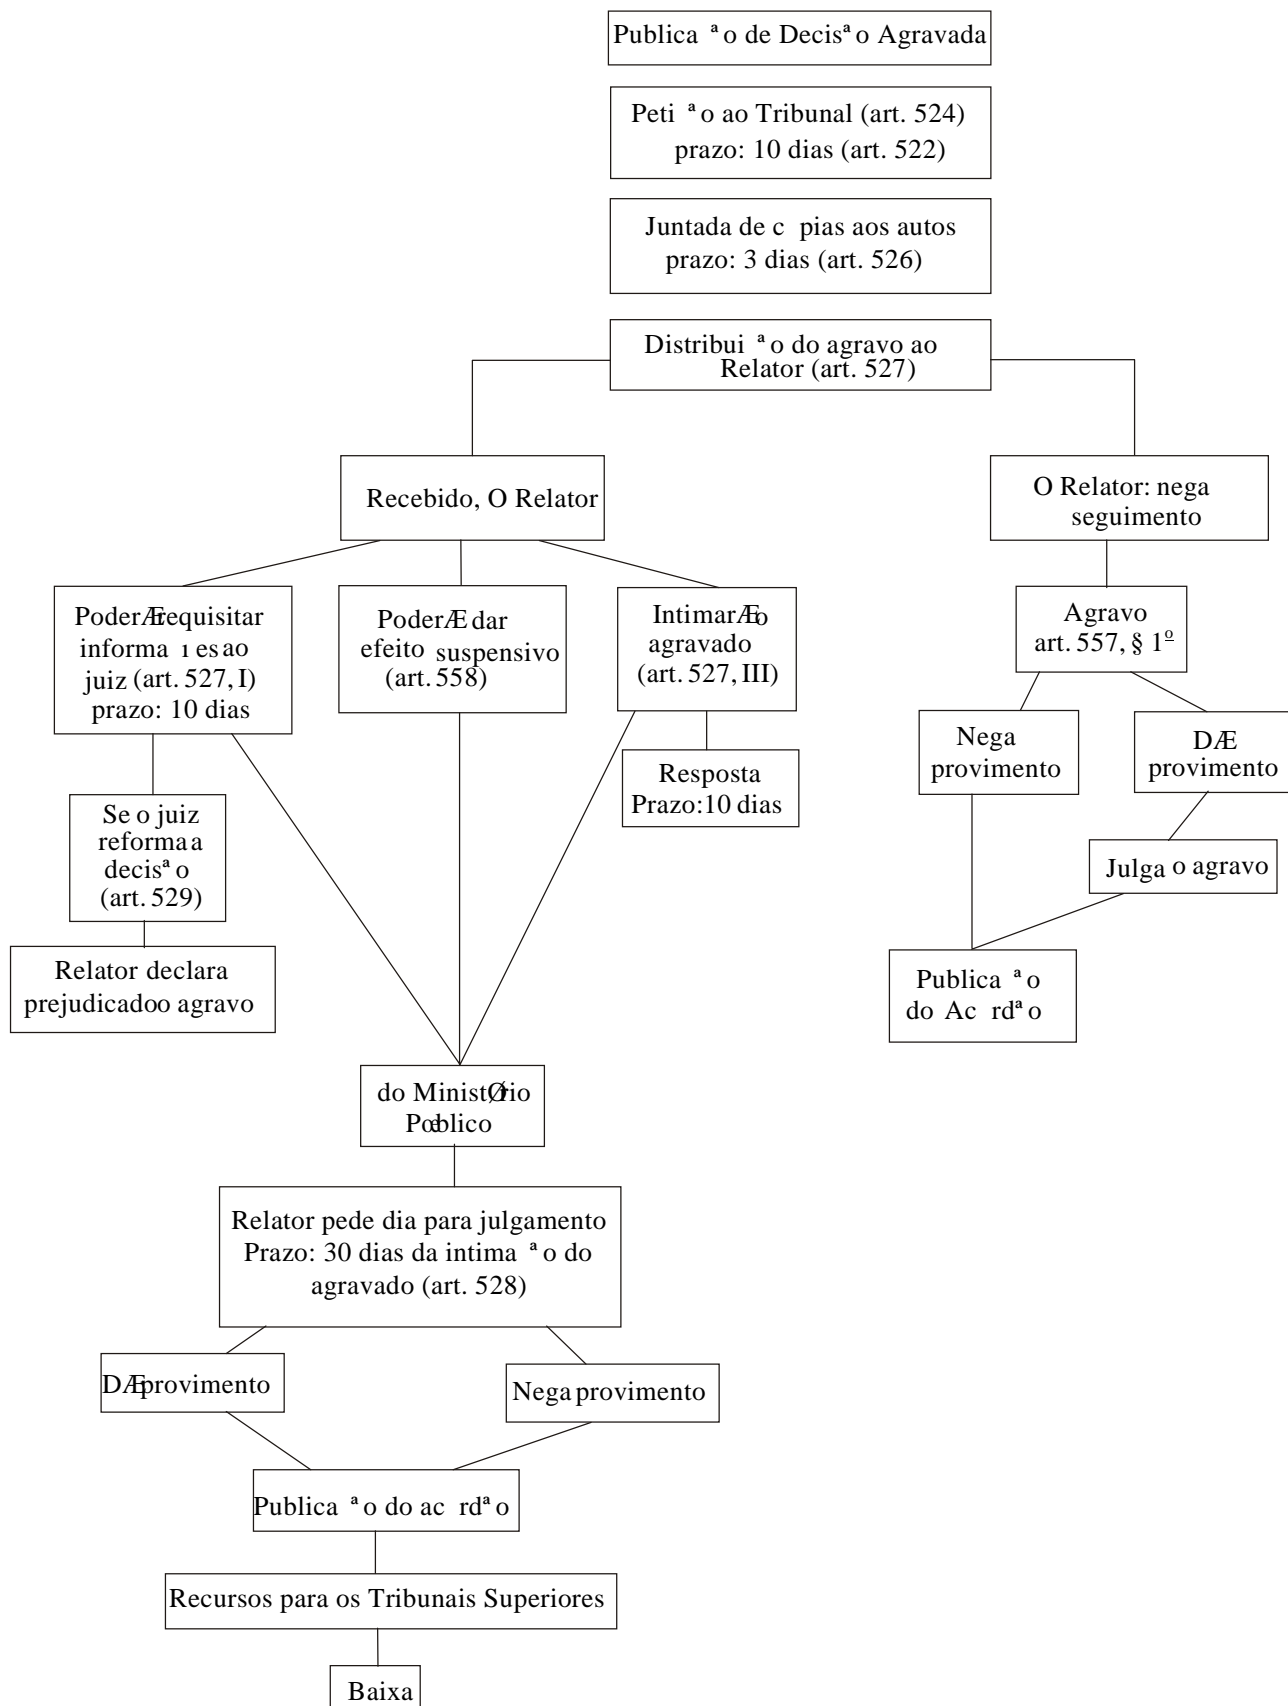 Publica ª o de Decisª o Agravada
Peti ª o ao Tribunal (art. 524)
prazo: 10 dias (art. 522)
Juntada de c pias aos autos
prazo: 3 dias (art. 526)
Distribui ª o do agravo ao
Relator (art. 527)
Recebido, O Relator
O Relator: nega
seguimento
PoderÆ requisitar
informa ı es ao
juiz (art. 527, I)
prazo: 10 dias
PoderÆ dar
efeito suspensivo
(art. 558)
IntimarÆ o
agravado
(art. 527, III)
Agravo
art. 557, § 1º
Nega
provimento
DÆ
provimento
Resposta
Prazo:10 dias
Se o juiz
reforma a
decisª o
(art. 529)
Julga o agravo
Relator declara
prejudicadoo agravo
Publica ª o
do Ac rdª o
do MinistØrio
Pœblico
Relator pede dia para julgamento
Prazo: 30 dias da intima ª o do
agravado (art. 528)
DÆprovimento
Nega provimento
Publica ª o do ac rdª o
Recursos para os Tribunais Superiores
Baixa